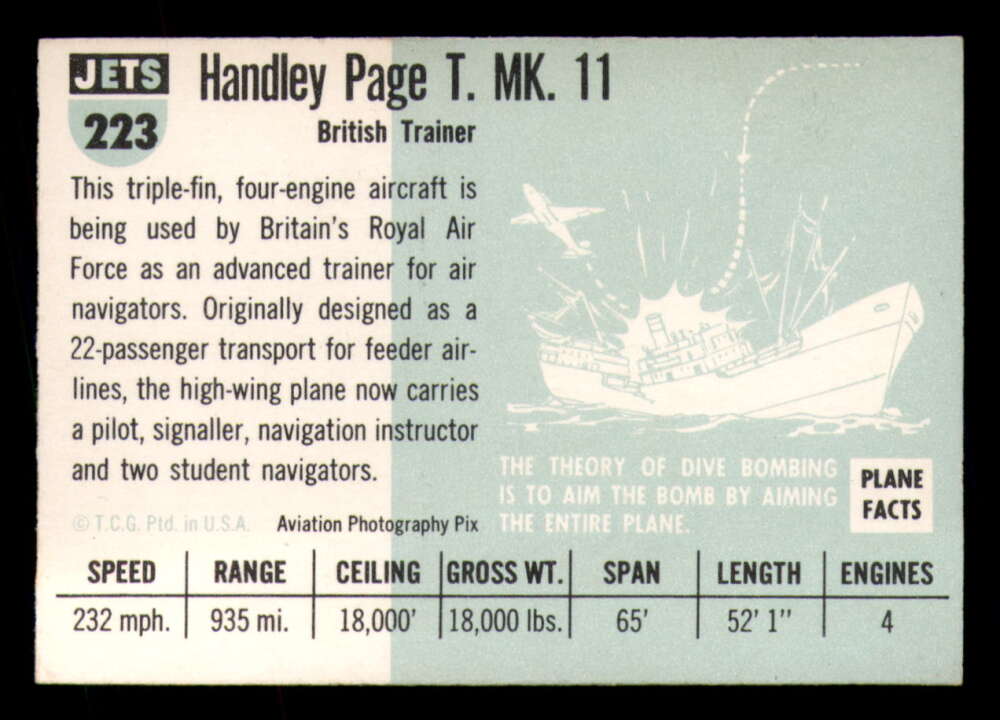 JETS
223
Handley Page T. MK. 11
British Trainer
This triple-fin, four-engine aircraft is
being used by Britain's Royal Air
Force as an advanced trainer for air
navigators. Originally designed as a
22-passenger transport for feeder air-
lines, the high-wing plane now carries
a pilot, signaller, navigation instructor
and two student navigators.
© T.C.G. Ptd. in U.S.A. Aviation Photography Pix
THE THEORY OF DIVE BOMBING
IS TO AIM THE BOMB BY AIMING
THE ENTIRE PLANE.
PLANE
FACTS
SPEED RANGE CEILING GROSS WT. SPAN LENGTH ENGINES
232 mph. 935 mi. 18,000' 18,000 lbs. 65' 52' 1" 4